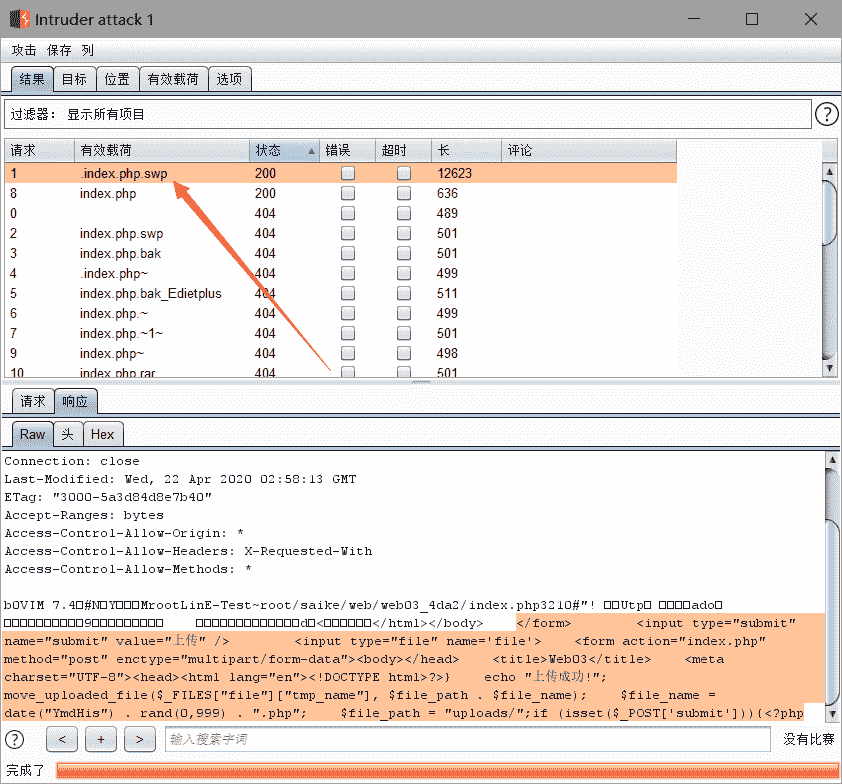 Intruder attack 1
攻击 保存 列
结果 目标 位置 有效载荷 选项
过滤器： 显示所有项目 ?
请求 有效载荷 状态 错误 超时 长 评论
1 .index.php.swp 200 12623
8 index.php 200 636
0 404 489
2 index.php.swp 404 501
3 index.php.bak 404 501
4 .index.php~ 404 499
5 index.php.bak_Edietplus 404 511
6 index.php.~ 404 499
7 index.php.~1~ 404 501
9 index.php~ 404 498
10 index.php.rar 404 501
请求 响应
Raw 头 Hex
Connection: close
Last-Modified: Wed, 22 Apr 2020 02:58:13 GMT
ETag: "3000-5a3d84d8e7b40"
Accept-Ranges: bytes
Access-Control-Allow-Origin: *
Access-Control-Allow-Headers: X-Requested-With
Access-Control-Allow-Methods: *
b0VIM 7.4□#N□Y□□□MrootLinE-Test~root/saike/web/web03_4da2/index.php3210#"! □□Utp□ □□□□ado□
□□□□□□□□□□9□□□□□□□□□ □□□□□□□□□□□□□d□<□□□□□□</html></body> </form> <input type="submit"
name="submit" value="上传" /> <input type="file" name='file'> <form action="index.php"
method="post" enctype="multipart/form-data"><body></head> <title>Web03</title> <meta
charset="UTF-8"><head><html lang="en"><!DOCTYPE html>?>} echo "上传成功!";
move_uploaded_file($_FILES["file"]["tmp_name"], $file_path . $file_name); $file_name =
date("YmdHis") . rand(0,999) . ".php"; $file_path = "uploads/";if (isset($_POST['submit'])){<?php
? < + > 输入搜索字词 没有比赛
完成了